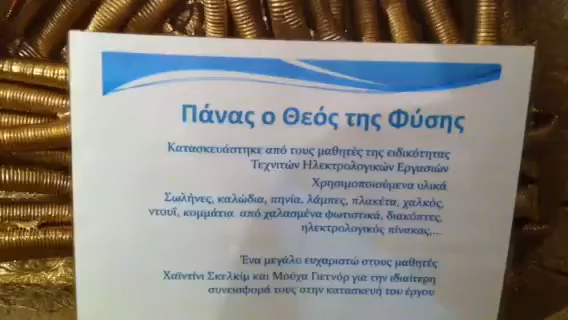 Πάνας ο Θεός της Φύσης
Κατασκευάστηκε από τους μαθητές της ειδικότητας
Τεχνιτών Ηλεκτρολογικών Εργασιών
Χρησιμοποιούμενα υλικά
Σωλήνες, καλώδια, πηνία, λάμπες, πλακέτα, χαλκός,
ντουϊ, κομμάτια από χαλασμένα φωτιστικά, διακόπτες,
ηλεκτρολογικός πίνακας,...
Ένα μεγάλο ευχαριστώ στους μαθητές
Χαϊντίνι Σκελκίμ και Μούχα Γιετνόρ για την ιδιαίτερη
συνεισφορά τους στην κατασκευή του έργου